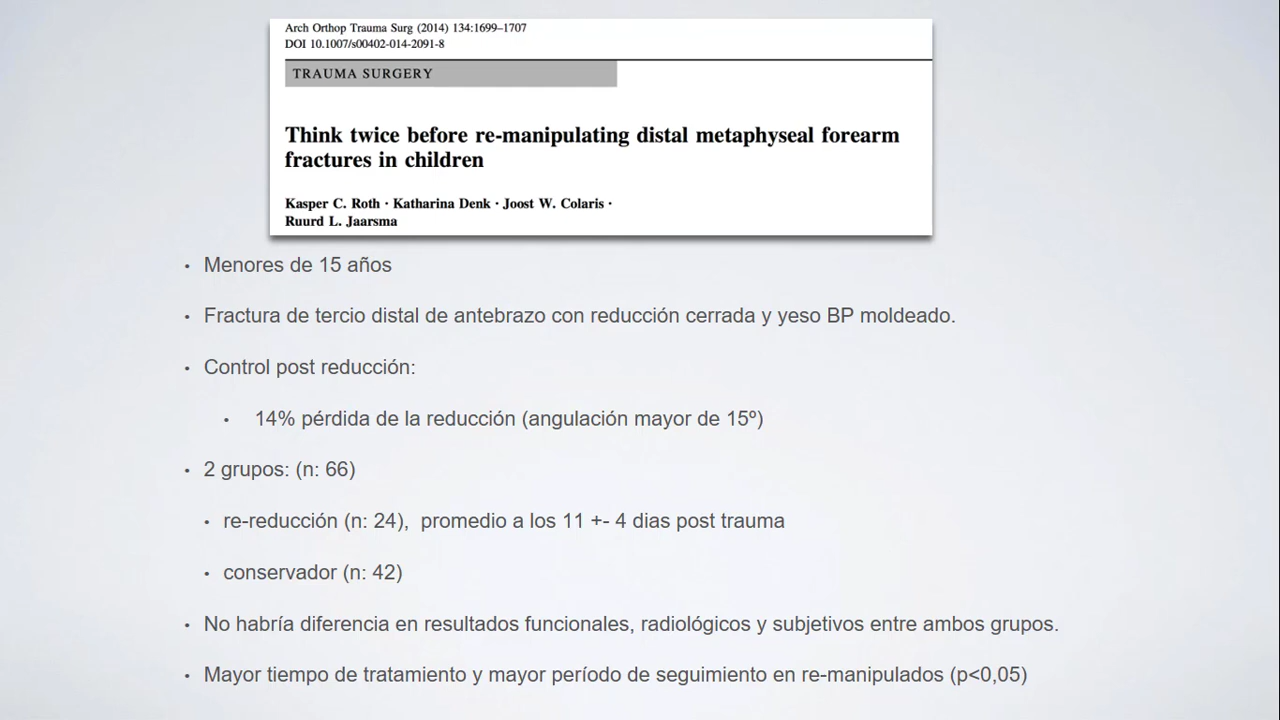 Arch Orthop Trauma Surg (2014) 134:1699–1707
DOI 10.1007/s00402-014-2091-8
TRAUMA SURGERY
Think twice before re-manipulating distal metaphyseal forearm
fractures in children
Kasper C. Roth · Katharina Denk · Joost W. Colaris ·
Ruurd L. Jaarsma
• Menores de 15 años
• Fractura de tercio distal de antebrazo con reducción cerrada y yeso BP moldeado.
• Control post reducción:
• 14% pérdida de la reducción (angulación mayor de 15º)
• 2 grupos: (n: 66)
• re-reducción (n: 24), promedio a los 11 +- 4 dias post trauma
• conservador (n: 42)
• No habría diferencia en resultados funcionales, radiológicos y subjetivos entre ambos grupos.
• Mayor tiempo de tratamiento y mayor período de seguimiento en re-manipulados (p<0,05)